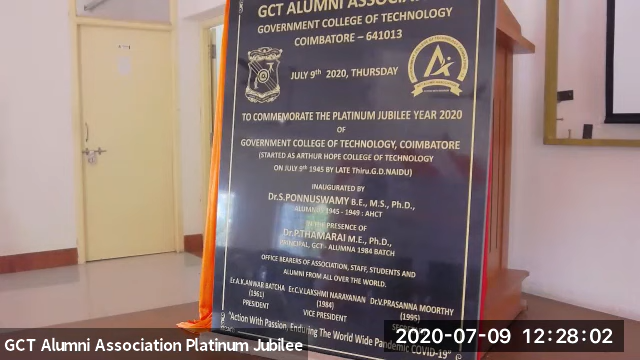 GCT ALUMNI
GOVERNMENT COLLEGE OF TECHNOLOGY
COIMBATORE – 641013
JULY 9th 2020, THURSDAY
TO COMMEMORATE THE PLATINUM JUBILEE YEAR 2020
OF
GOVERNMENT COLLEGE OF TECHNOLOGY, COIMBATORE
(STARTED AS ARTHUR HOPE COLLEGE OF TECHNOLOGY
ON JULY 9th 1945 BY LATE Thiru.G.D.NAIDU)
INAUGURATED BY
Dr.S.PONNUSWAMY B.E., M.S., Ph.D.,
1945 - 1949 : AHCT
IN THE PRESENCE OF
Dr.P.THAMARAI M.E., Ph.D.,
PRINCIPAL, GCT - ALUMNA 1984 BATCH
OFFICE BEARERS OF ASSOCIATION, STAFF, STUDENTS AND
ALUMNI FROM ALL OVER THE WORLD.
Er.A.K.ANWAR BATCHA Er.C.V.LAKSHMI NARAYANAN Dr.V.PRASANNA MOORTHY
(1961) (1984) (1995)
PRESIDENT VICE PRESIDENT
"Action With Passion, Enduring The World Wide Pandemic COVID-19"
2020-07-09 12:28:02
GCT Alumni Association Platinum Jubilee